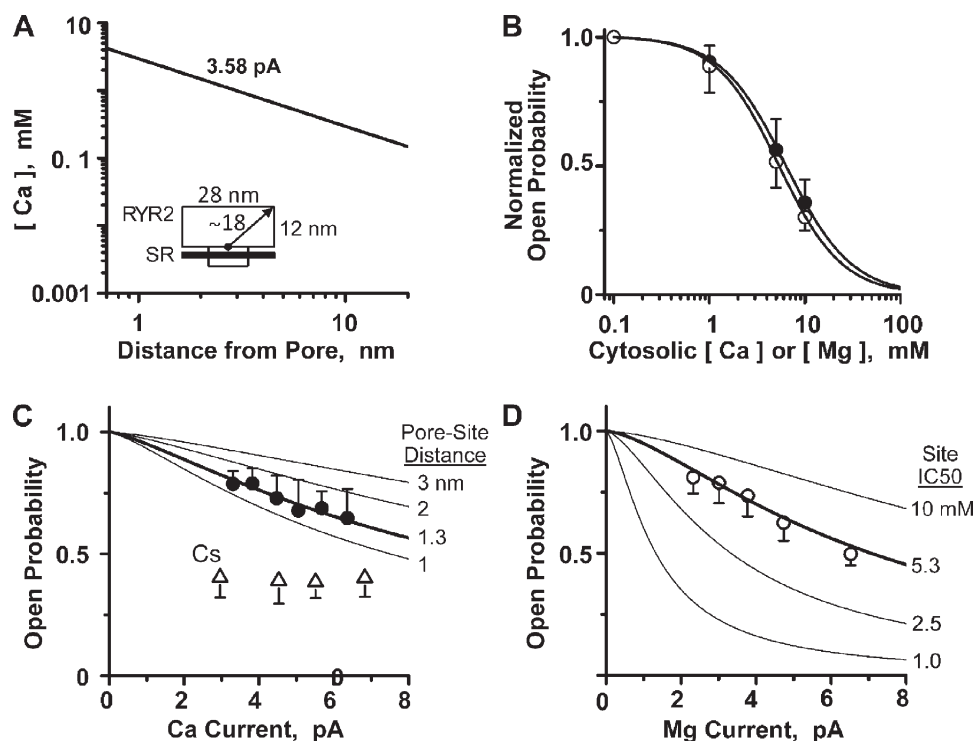 A
[ Ca ], mM
10
0.1
0.001
3.58 pA
28 nm
RYR2
~18
12 nm
SR
1
10
Distance from Pore, nm
B
Normalized
Open Probability
1.0
0.5
0.0
0.1
1
10
100
Cytosolic [ Ca ] or [ Mg ], mM
C
Open Probability
1.0
0.5
0
Pore-Site
Distance
3 nm
2
1.3
1
Cs
0
2
4
6
8
Ca Current, pA
D
Open Probability
1.0
0.5
0
Site
IC50
10 mM
5.3
2.5
1.0
0
2
4
6
8
Mg Current, pA